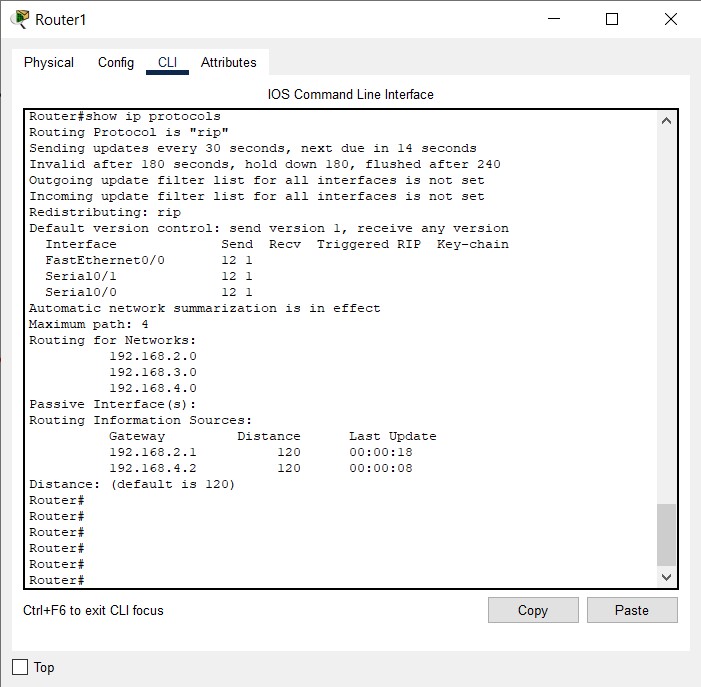 Router1
Physical Config CLI Attributes
IOS Command Line Interface
Router#show ip protocols
Routing Protocol is "rip"
Sending updates every 30 seconds, next due in 14 seconds
Invalid after 180 seconds, hold down 180, flushed after 240
Outgoing update filter list for all interfaces is not set
Incoming update filter list for all interfaces is not set
Redistributing: rip
Default version control: send version 1, receive any version
  Interface             Send  Recv  Triggered RIP  Key-chain
  FastEthernet0/0       12 1
  Serial0/1             12 1
  Serial0/0             12 1
Automatic network summarization is in effect
Maximum path: 4
Routing for Networks:
          192.168.2.0
          192.168.3.0
          192.168.4.0
Passive Interface(s):
Routing Information Sources:
          Gateway         Distance      Last Update
          192.168.2.1          120      00:00:18
          192.168.4.2          120      00:00:08
Distance: (default is 120)
Router#
Router#
Router#
Router#
Router#
Router#
Ctrl+F6 to exit CLI focus
Copy Paste
Top